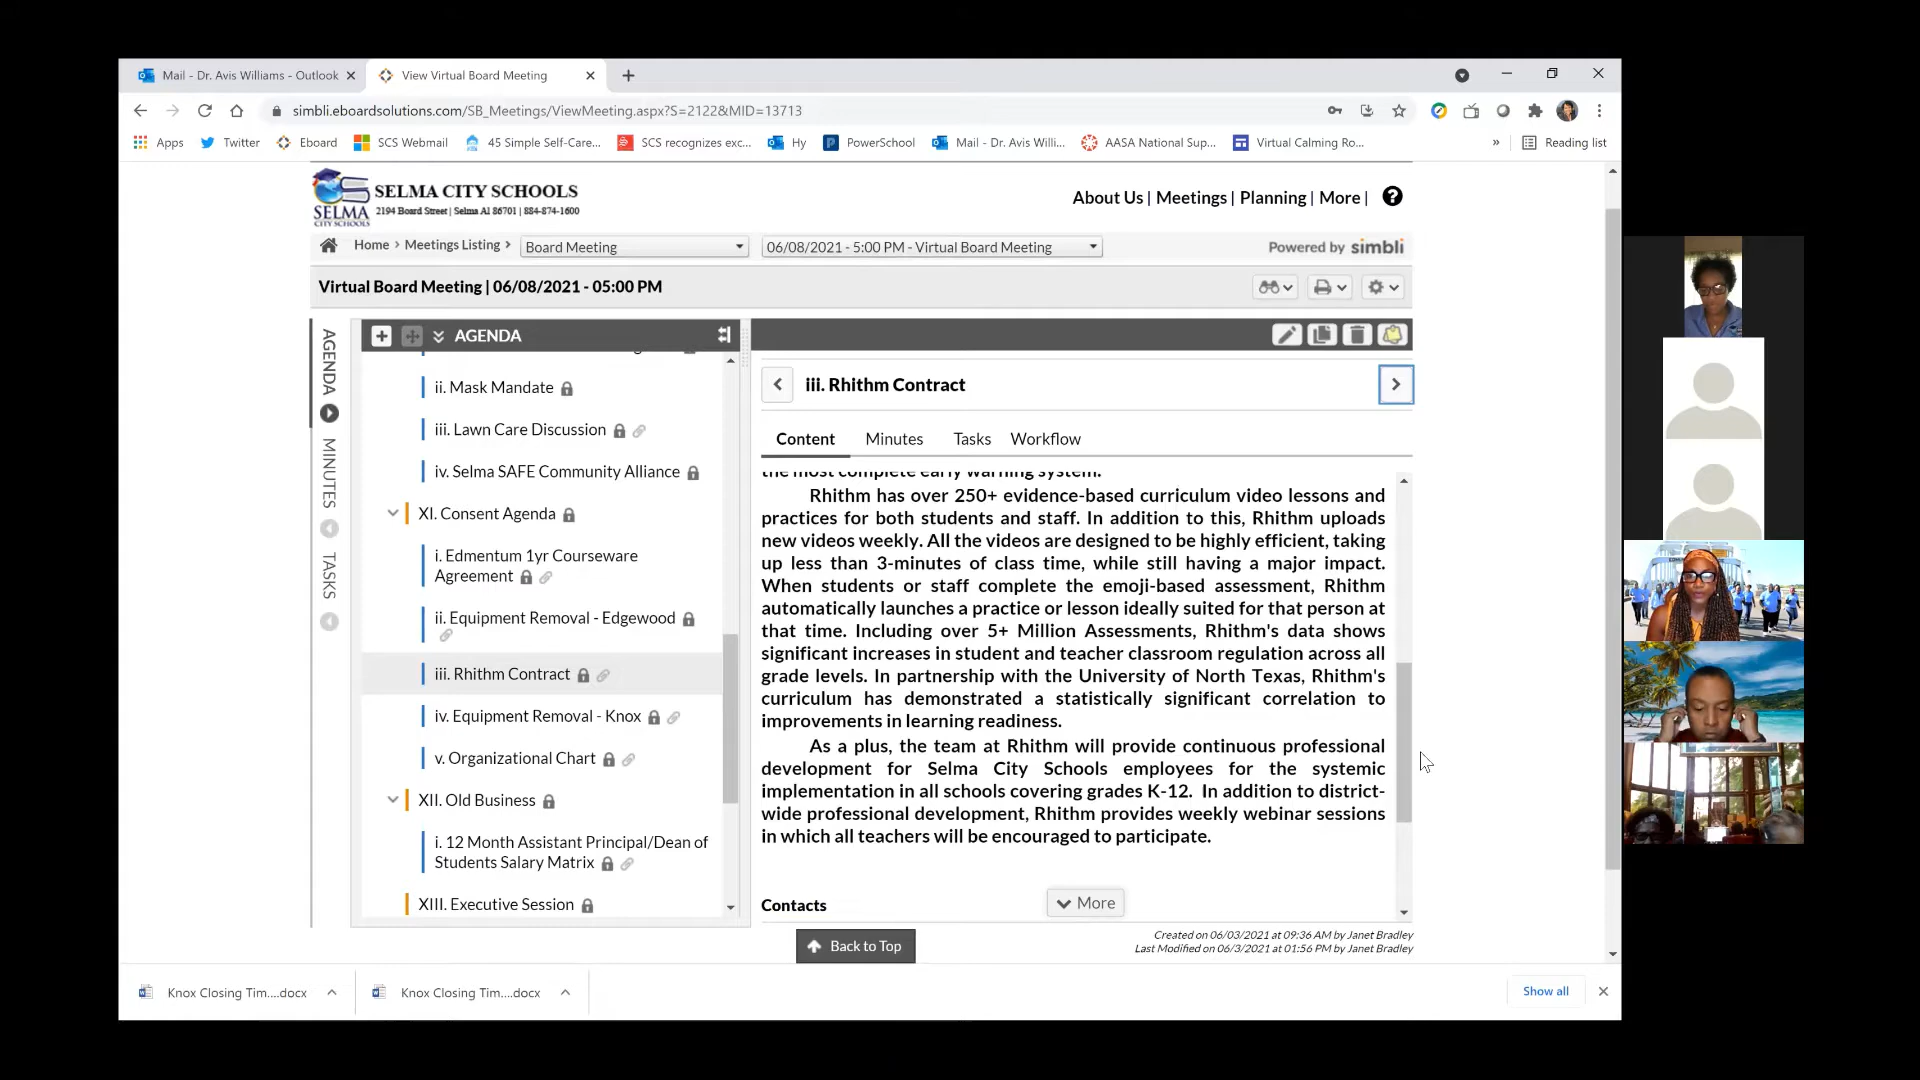 Mail - Dr. Avis Williams - Outlook
View Virtual Board Meeting
simbli.eboardsolutions.com/SB_Meetings/ViewMeeting.aspx?S=2122&MID=13713
Apps
Twitter
Eboard
SCS Webmail
45 Simple Self-Care...
SCS recognizes exc...
Hy
PowerSchool
Mail - Dr. Avis Willi...
AASA National Sup...
Virtual Calming Ro...
»
Reading list
SELMA CITY SCHOOLS
2194 Board Street | Selma Al 86701 | 884-874-1600
SELMA
CITY SCHOOLS
About Us | Meetings | Planning | More |
Home > Meetings Listing >
Board Meeting
06/08/2021 - 5:00 PM - Virtual Board Meeting
Powered by simbli
Virtual Board Meeting | 06/08/2021 - 05:00 PM
AGENDA
MINUTES
TASKS
AGENDA
ii. Mask Mandate
iii. Lawn Care Discussion
iv. Selma SAFE Community Alliance
XI. Consent Agenda
i. Edmentum 1yr Courseware
Agreement
ii. Equipment Removal - Edgewood
iii. Rhithm Contract
iv. Equipment Removal - Knox
v. Organizational Chart
XII. Old Business
i. 12 Month Assistant Principal/Dean of
Students Salary Matrix
XIII. Executive Session
iii. Rhithm Contract
Content
Minutes
Tasks
Workflow
the most complete early warning system.
Rhithm has over 250+ evidence-based curriculum video lessons and
practices for both students and staff. In addition to this, Rhithm uploads
new videos weekly. All the videos are designed to be highly efficient, taking
up less than 3-minutes of class time, while still having a major impact.
When students or staff complete the emoji-based assessment, Rhithm
automatically launches a practice or lesson ideally suited for that person at
that time. Including over 5+ Million Assessments, Rhithm's data shows
significant increases in student and teacher classroom regulation across all
grade levels. In partnership with the University of North Texas, Rhithm's
curriculum has demonstrated a statistically significant correlation to
improvements in learning readiness.
As a plus, the team at Rhithm will provide continuous professional
development for Selma City Schools employees for the systemic
implementation in all schools covering grades K-12. In addition to district-
wide professional development, Rhithm provides weekly webinar sessions
in which all teachers will be encouraged to participate.
Contacts
More
Created on 06/03/2021 at 09:36 AM by Janet Bradley
Last Modified on 06/3/2021 at 01:56 PM by Janet Bradley
Back to Top
Knox Closing Tim....docx
Knox Closing Tim....docx
Show all